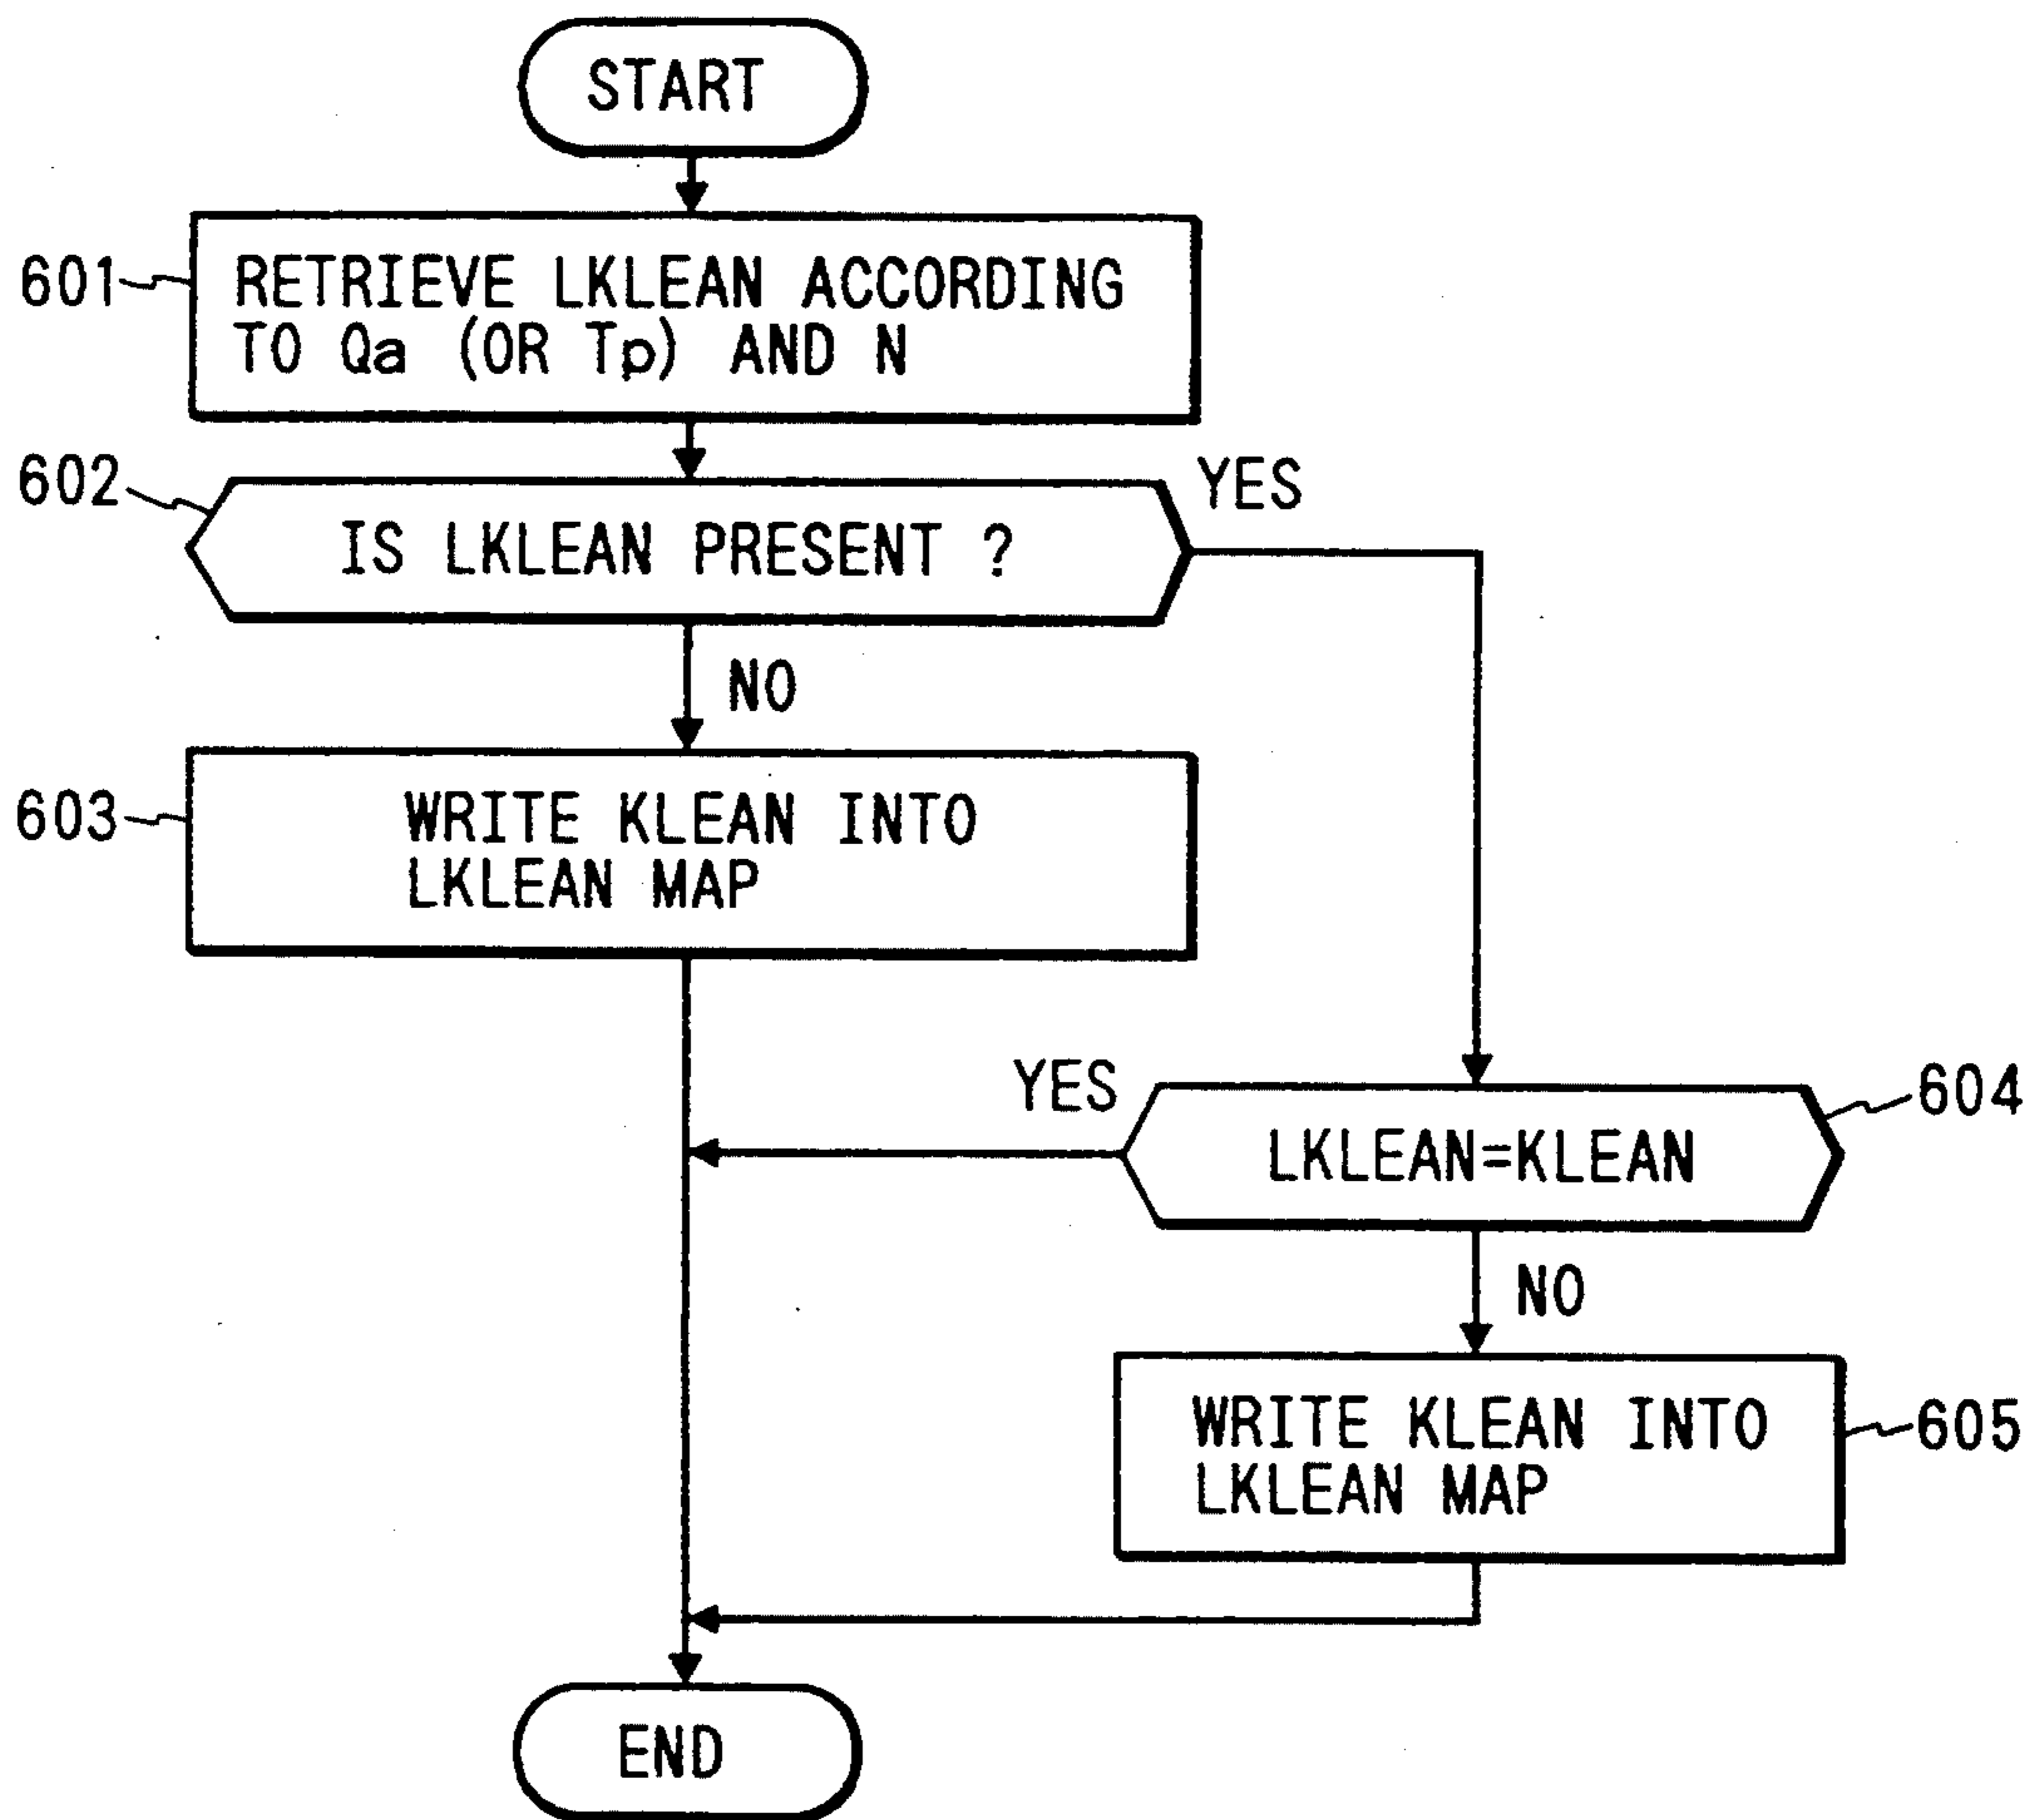 START
601
RETRIEVE LKLEAN ACCORDING
TO Qa (OR Tp) AND N
602
YES
IS LKLEAN PRESENT ?
NO
603
WRITE KLEAN INTO
LKLEAN MAP
YES
604
LKLEAN=KLEAN
NO
WRITE KLEAN INTO
LKLEAN MAP
605
END